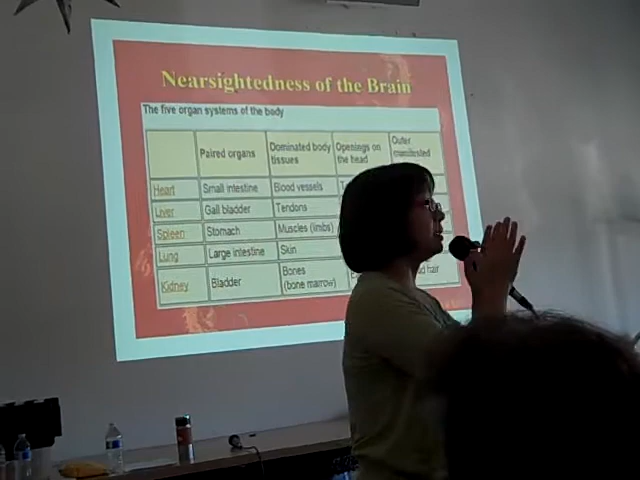 Nearsightedness of the Brain
The five organ systems of the body
Paired organs Dominated body tissues Openings on the head Outer manifested
Heart Small intestine Blood vessels
Liver Gall bladder Tendons
Spleen Stomach Muscles (limbs)
Lung Large intestine Skin
Kidney Bladder Bones (bone marrow) hair